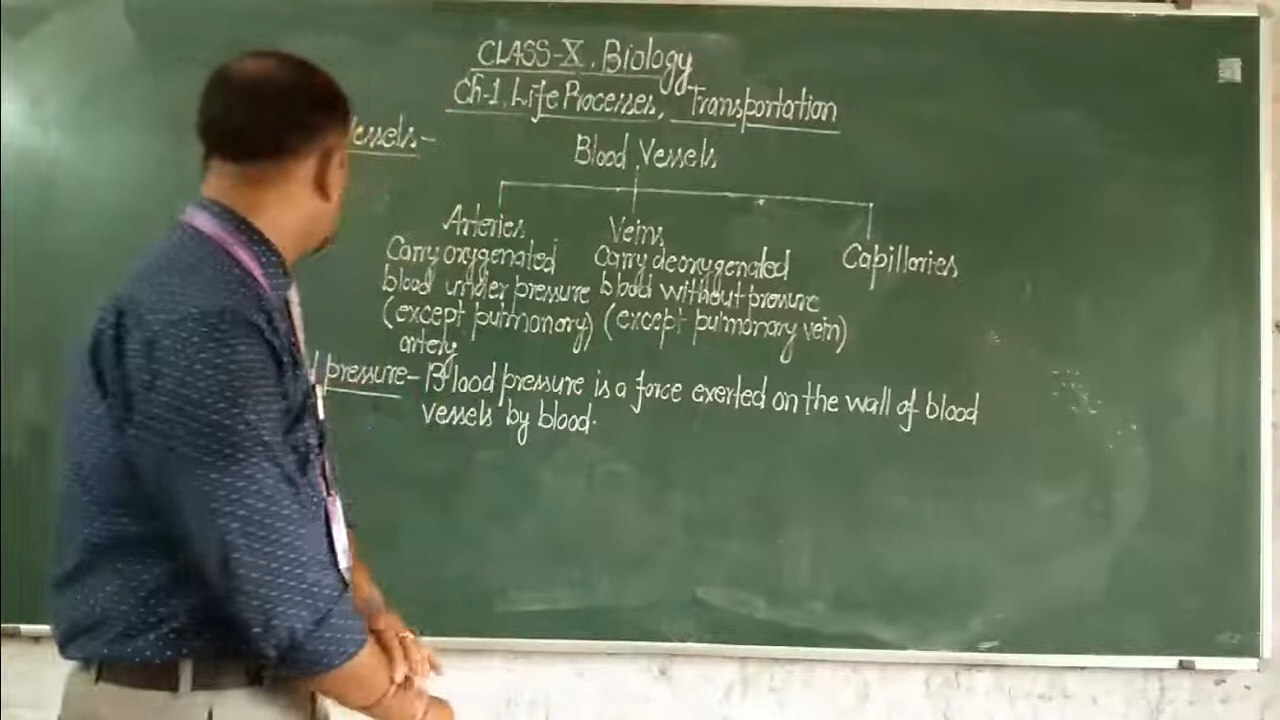 CLASS-X. Biology
Ch-1. Life Processes, Transportation
Vessels-
Blood Vessels
Arteries
Carry oxygenated
blood under pressure
(except pulmonary)
artery
Veins
Carry deoxygenated
blood without pressure
(except pulmonary vein)
Capillaries
pressure- Blood pressure is a force exerted on the wall of blood
vessels by blood.